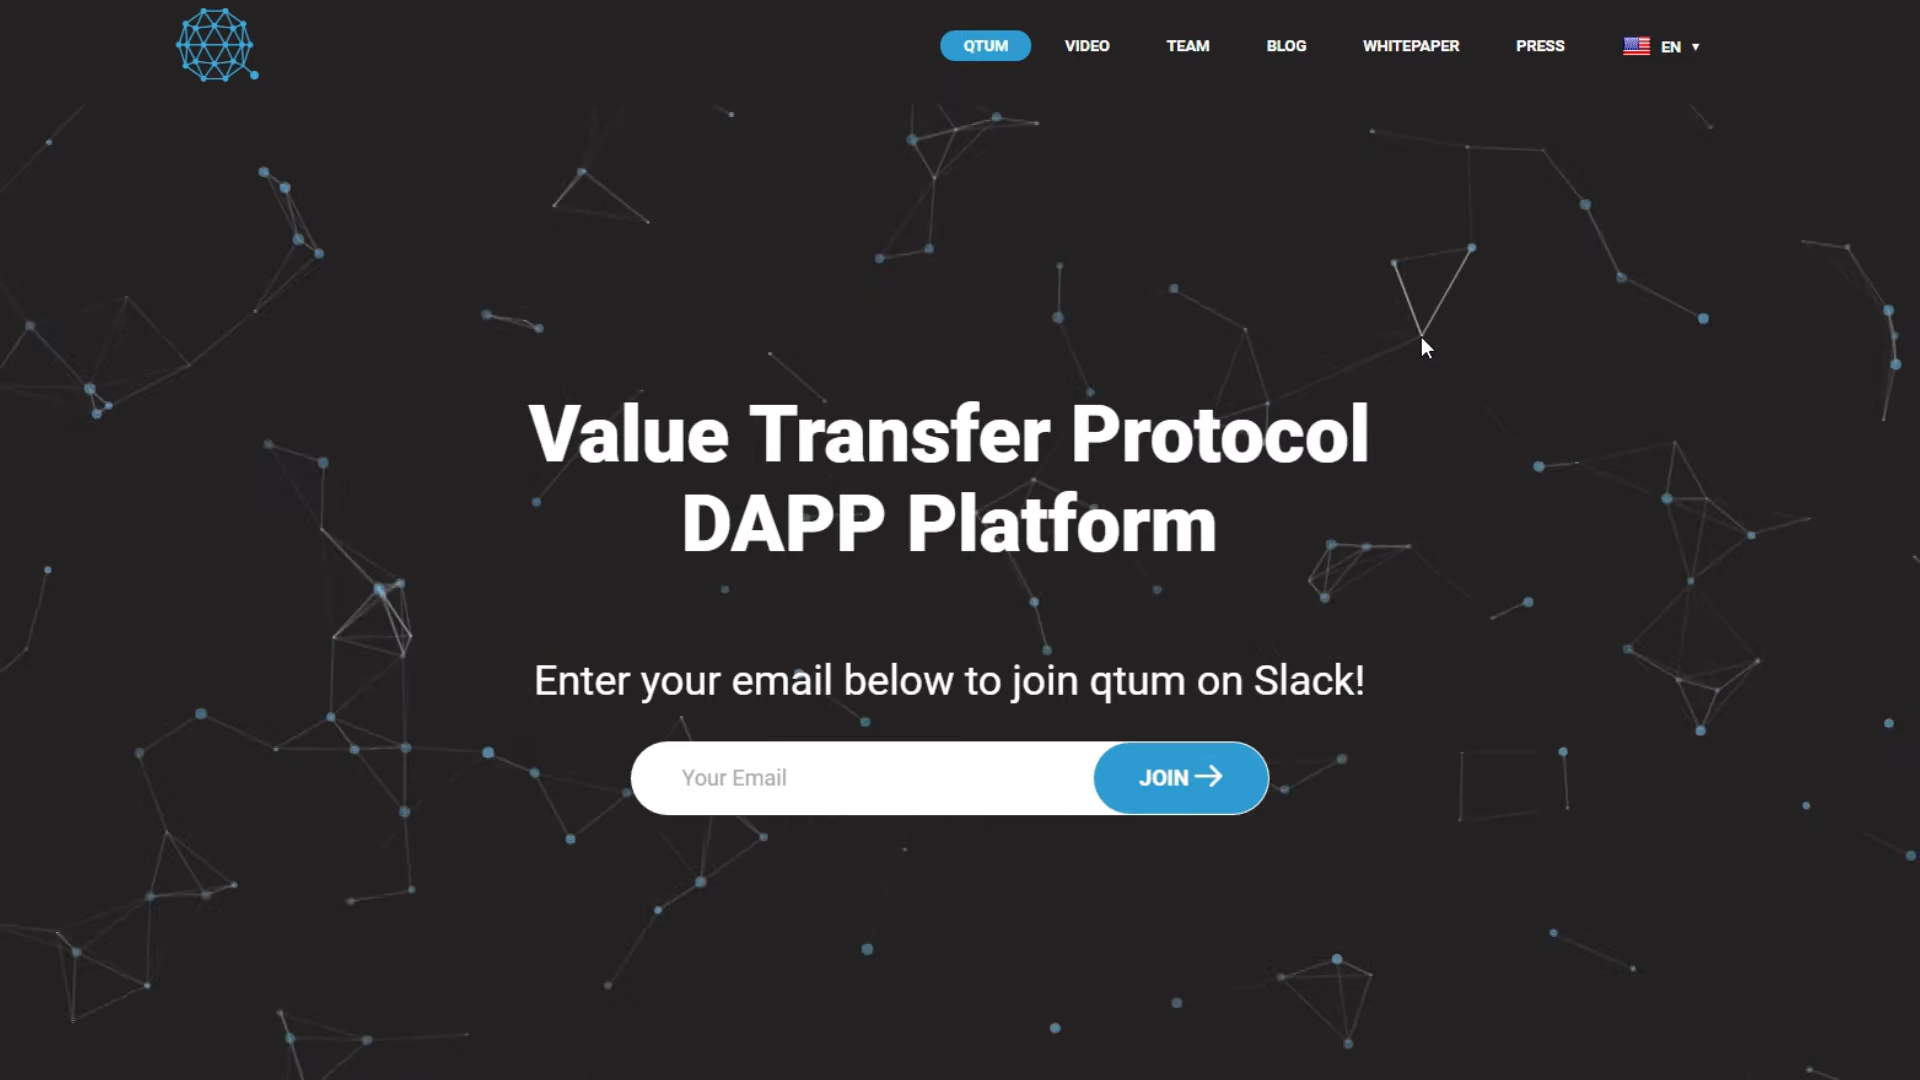 QTUM VIDEO TEAM BLOG WHITEPAPER PRESS EN
Value Transfer Protocol
DAPP Platform
Enter your email below to join qtum on Slack!
Your Email JOIN